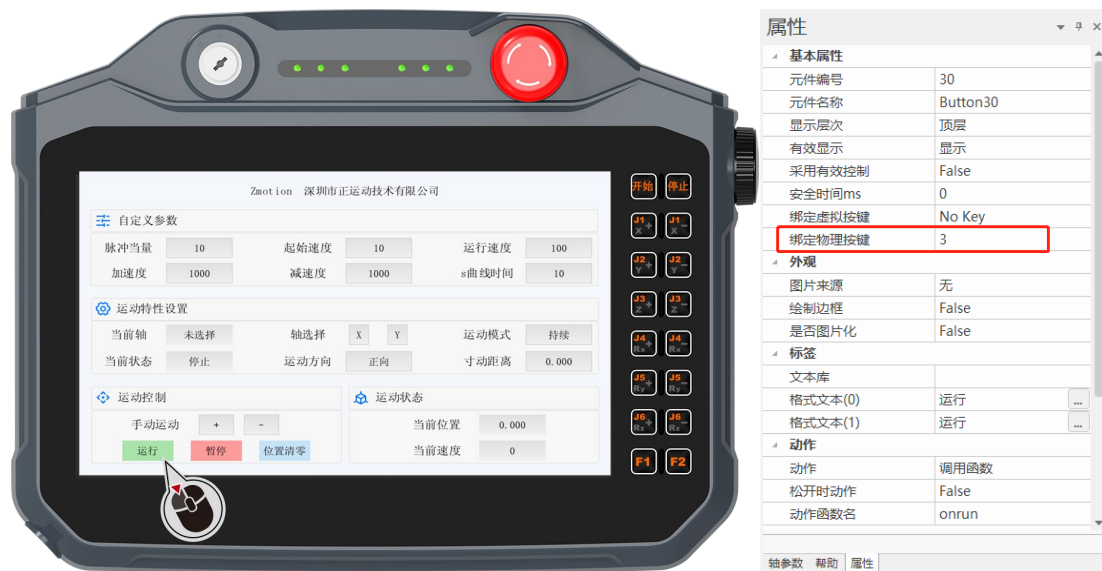 Zmotion 深圳市正运动技术有限公司
自定义参数
脉冲当量 10 起始速度 10 运行速度 100
加速度 1000 减速度 1000 s曲线时间 10
运动特性设置
当前轴 未选择 轴选择 X Y 运动模式 持续
当前状态 停止 运动方向 正向 寸动距离 0.000
运动控制 运动状态
手动运动 + - 当前位置 0.000
运行 暂停 位置清零 当前速度 0
开始 停止
J1 X + J1 X -
J2 Y + J2 Y -
J3 Z + J3 Z -
J4 Rx + J4 Rx -
J5 Ry + J5 Ry -
J6 Rz + J6 Rz -
F1 F2
属性
基本属性
元件编号 30
元件名称 Button30
显示层次 顶层
有效显示 显示
采用有效控制 False
安全时间ms 0
绑定虚拟按键 No Key
绑定物理按键 3
外观
图片来源 无
绘制边框 False
是否图片化 False
标签
文本库
格式文本(0) 运行 ...
格式文本(1) 运行 ...
动作
动作 调用函数
松开时动作 False
动作函数名 onrun
轴参数 帮助 属性